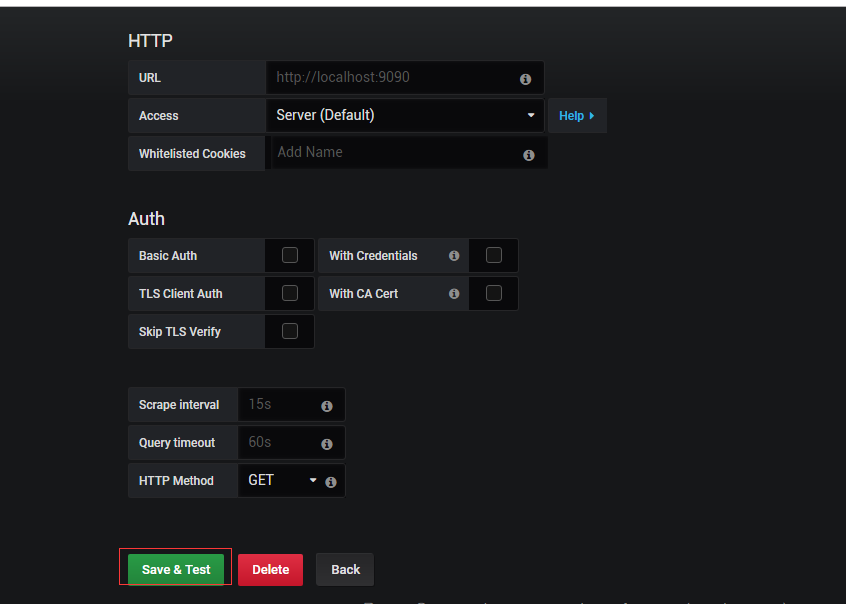 HTTP
URL http://localhost:9090
Access Server (Default) Help
Whitelisted Cookies Add Name
Auth
Basic Auth With Credentials
TLS Client Auth With CA Cert
Skip TLS Verify
Scrape interval 15s
Query timeout 60s
HTTP Method GET
Save & Test Delete Back